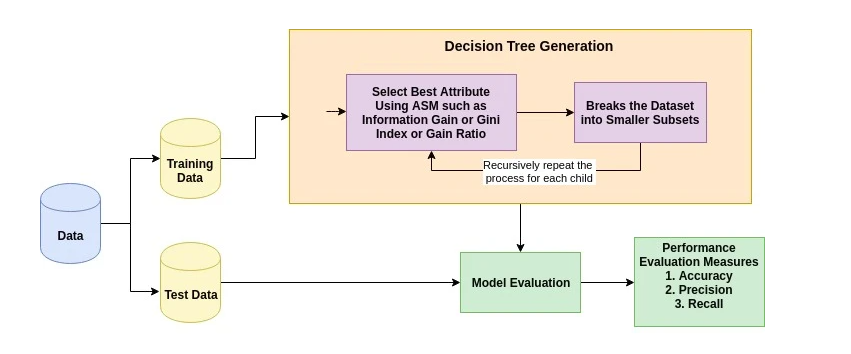 Decision Tree Generation
Select Best Attribute
Using ASM such as
Information Gain or Gini
Index or Gain Ratio
Breaks the Dataset
into Smaller Subsets
Recursively repeat the
process for each child
Training
Data
Data
Test Data
Model Evaluation
Performance
Evaluation Measures
1. Accuracy
2. Precision
3. Recall